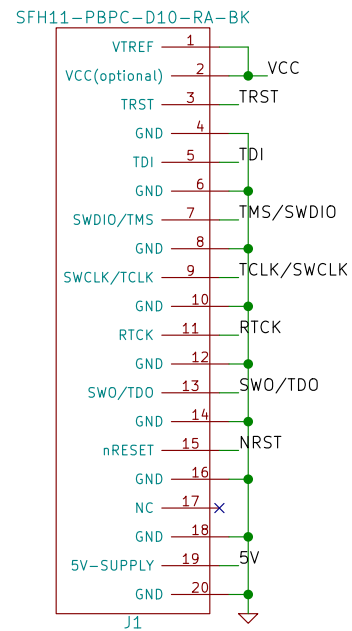 SFH11-PBPC-D10-RA-BK
VTREF 1
VCC(optional) 2 VCC
TRST 3 TRST
GND 4
TDI 5 TDI
GND 6
SWDIO/TMS 7 TMS/SWDIO
GND 8
SWCLK/TCLK 9 TCLK/SWCLK
GND 10
RTCK 11 RTCK
GND 12
SWO/TDO 13 SWO/TDO
GND 14
nRESET 15 NRST
GND 16
NC 17
GND 18
5V-SUPPLY 19 5V
GND 20
J1